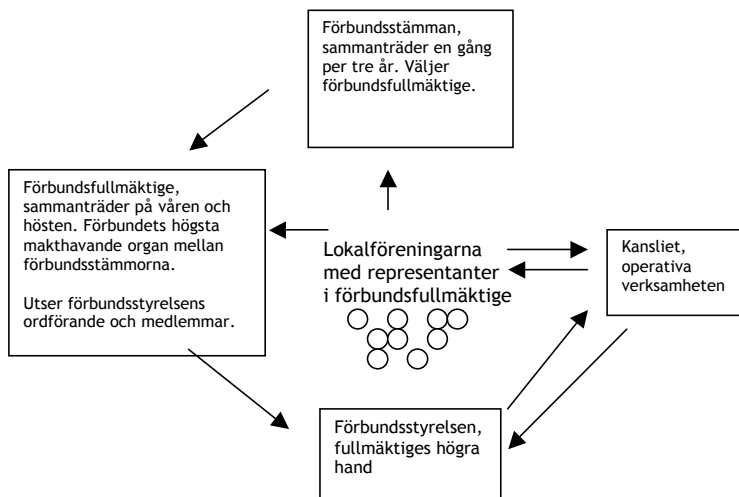 Förbundsstämman,
sammanträder en gång
per tre år. Väljer
förbundsfullmäktige.
Förbundsfullmäktige,
sammanträder på våren och
hösten. Förbundets högsta
makthavande organ mellan
förbundsstämmorna.
Utser förbundsstyrelsens
ordförande och medlemmar.
Lokalföreningarna
med representanter
i förbundsfullmäktige
Kansliet,
operativa
verksamheten
Förbundsstyrelsen,
fullmäktiges högra
hand